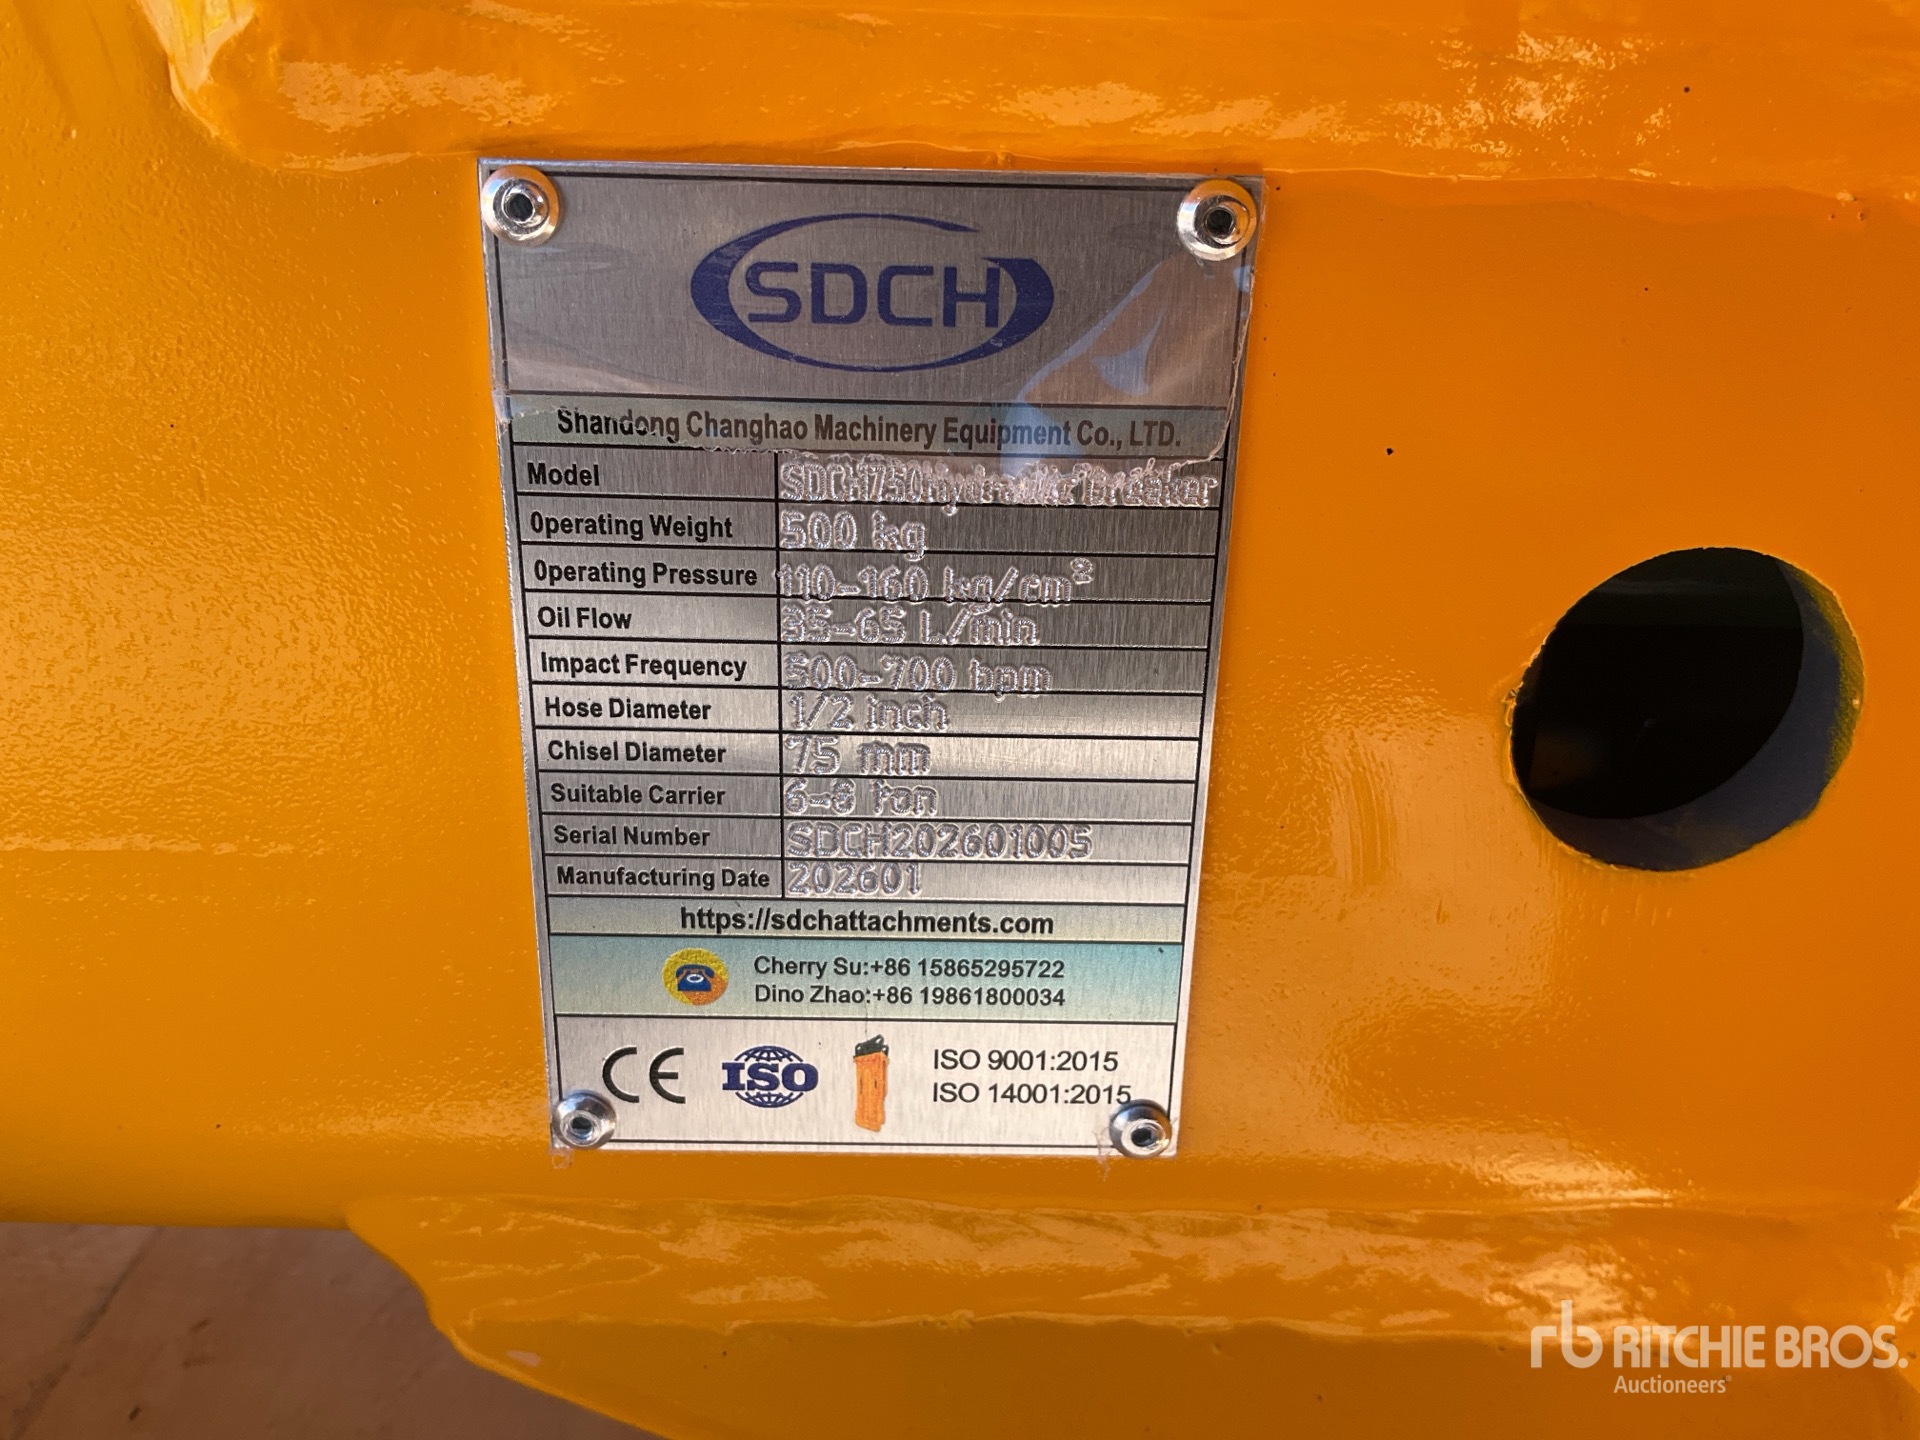 SDCH
Shandong Changhao Machinery Equipment Co., LTD.
Model SDCH750hydraulic breaker
Operating Weight 500 kg
Operating Pressure 110-160 kg/cm²
Oil Flow 35-65 L/min
Impact Frequency 500-700 bpm
Hose Diameter 1/2 inch
Chisel Diameter 75 mm
Suitable Carrier 6-8 ton
Serial Number SDCH202601005
Manufacturing Date 202601
https://sdchattachments.com
Cherry Su:+86 15865295722
Dino Zhao:+86 19861800034
CE ISO ISO 9001:2015
ISO 14001:2015
rb RITCHIE BROS.
Auctioneers